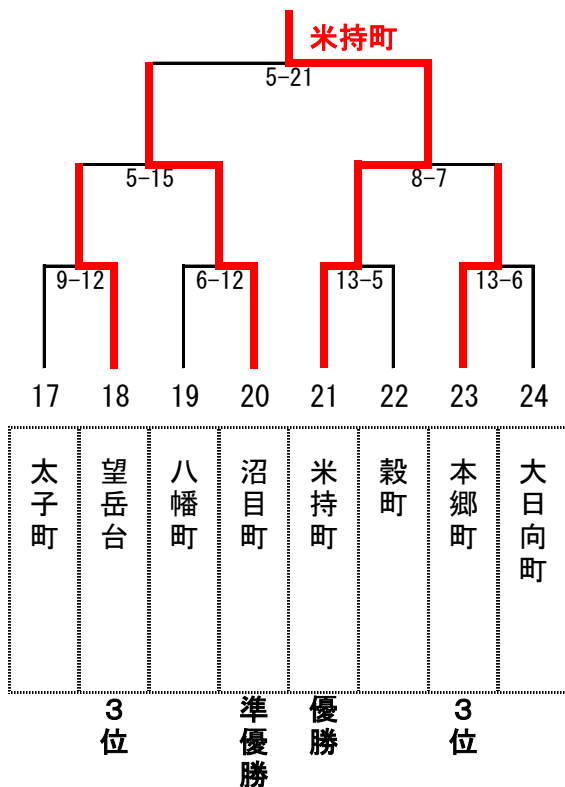 米持町
5-21
5-15
8-7
9-12
6-12
13-5
13-6
17
18
19
20
21
22
23
24
太子町
望岳台
八幡町
沼目町
米持町
穀町
本郷町
大日向町
3位
準優勝
優勝
3位